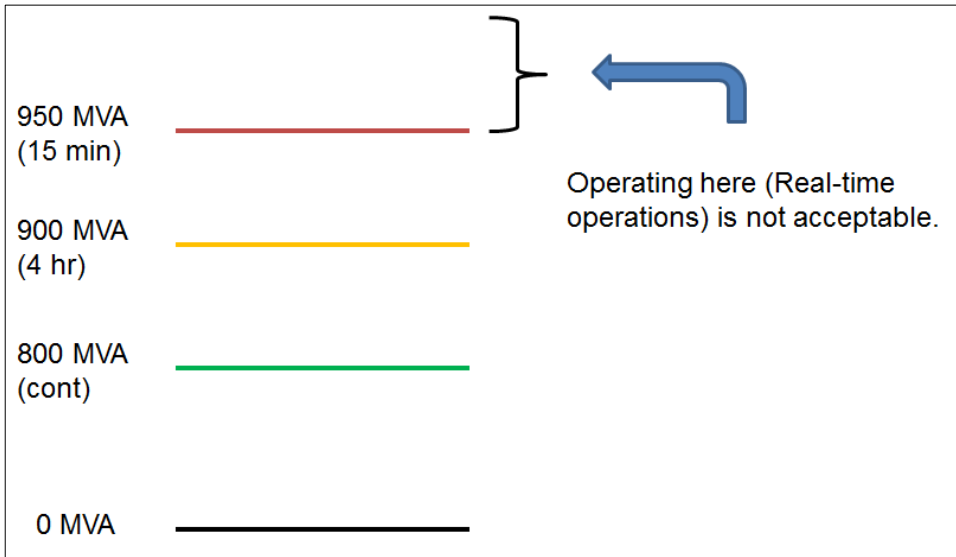 950 MVA
(15 min)
Operating here (Real-time
operations) is not acceptable.
900 MVA
(4 hr)
800 MVA
(cont)
0 MVA